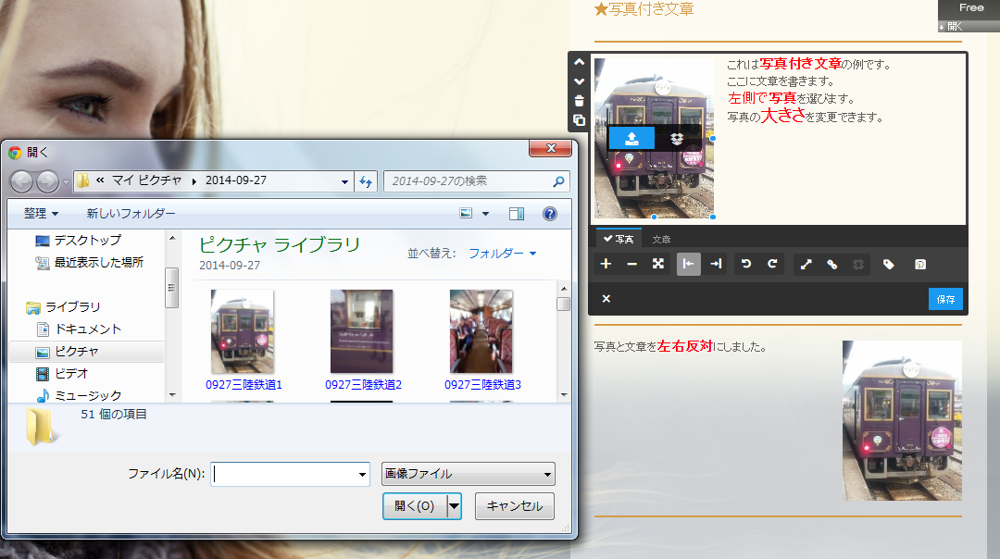 ★写真付き文章
Free
+ 開く
これは写真付き文章の例です。
ここに文章を書きます。
左側で写真を選びます。
写真の大きさを変更できます。
写真
文章
保存
写真と文章を左右反対にしました。
開く
« マイ ピクチャ ▸ 2014-09-27
2014-09-27の検索
整理 ▼
新しいフォルダー
デスクトップ
最近表示した場所
ライブラリ
ドキュメント
ピクチャ
ビデオ
ミュージック
ピクチャ ライブラリ
2014-09-27
並べ替え: フォルダー ▼
0927三陸鉄道1
0927三陸鉄道2
0927三陸鉄道3
51 個の項目
ファイル名(N):
画像ファイル
開く(O)
キャンセル